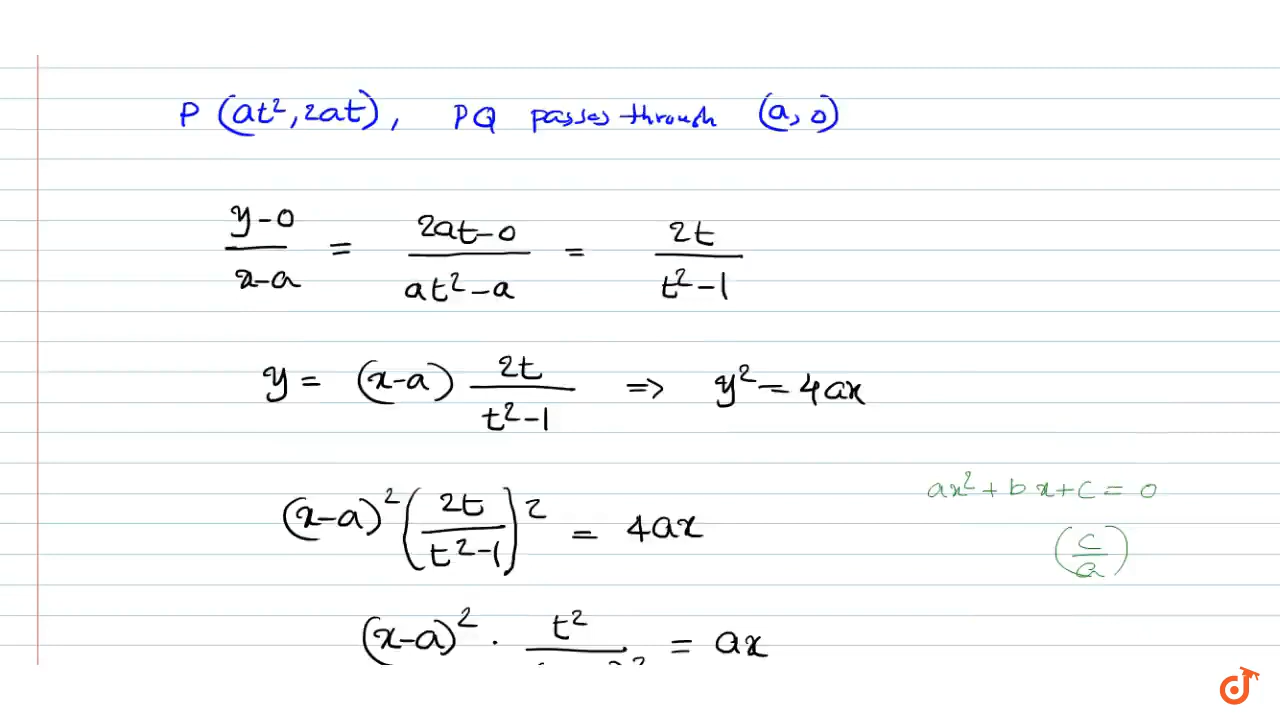 P (at², 2at), PQ passes through (a, 0)
y-0/x-a = 2at-0/at²-a = 2t/t²-1
y = (x-a) 2t/t²-1 => y² = 4ax
ax² + bx + c = 0
(x-a)² (2t/t²-1)² = 4ax
(c/a)
(x-a)² · t²/ = ax